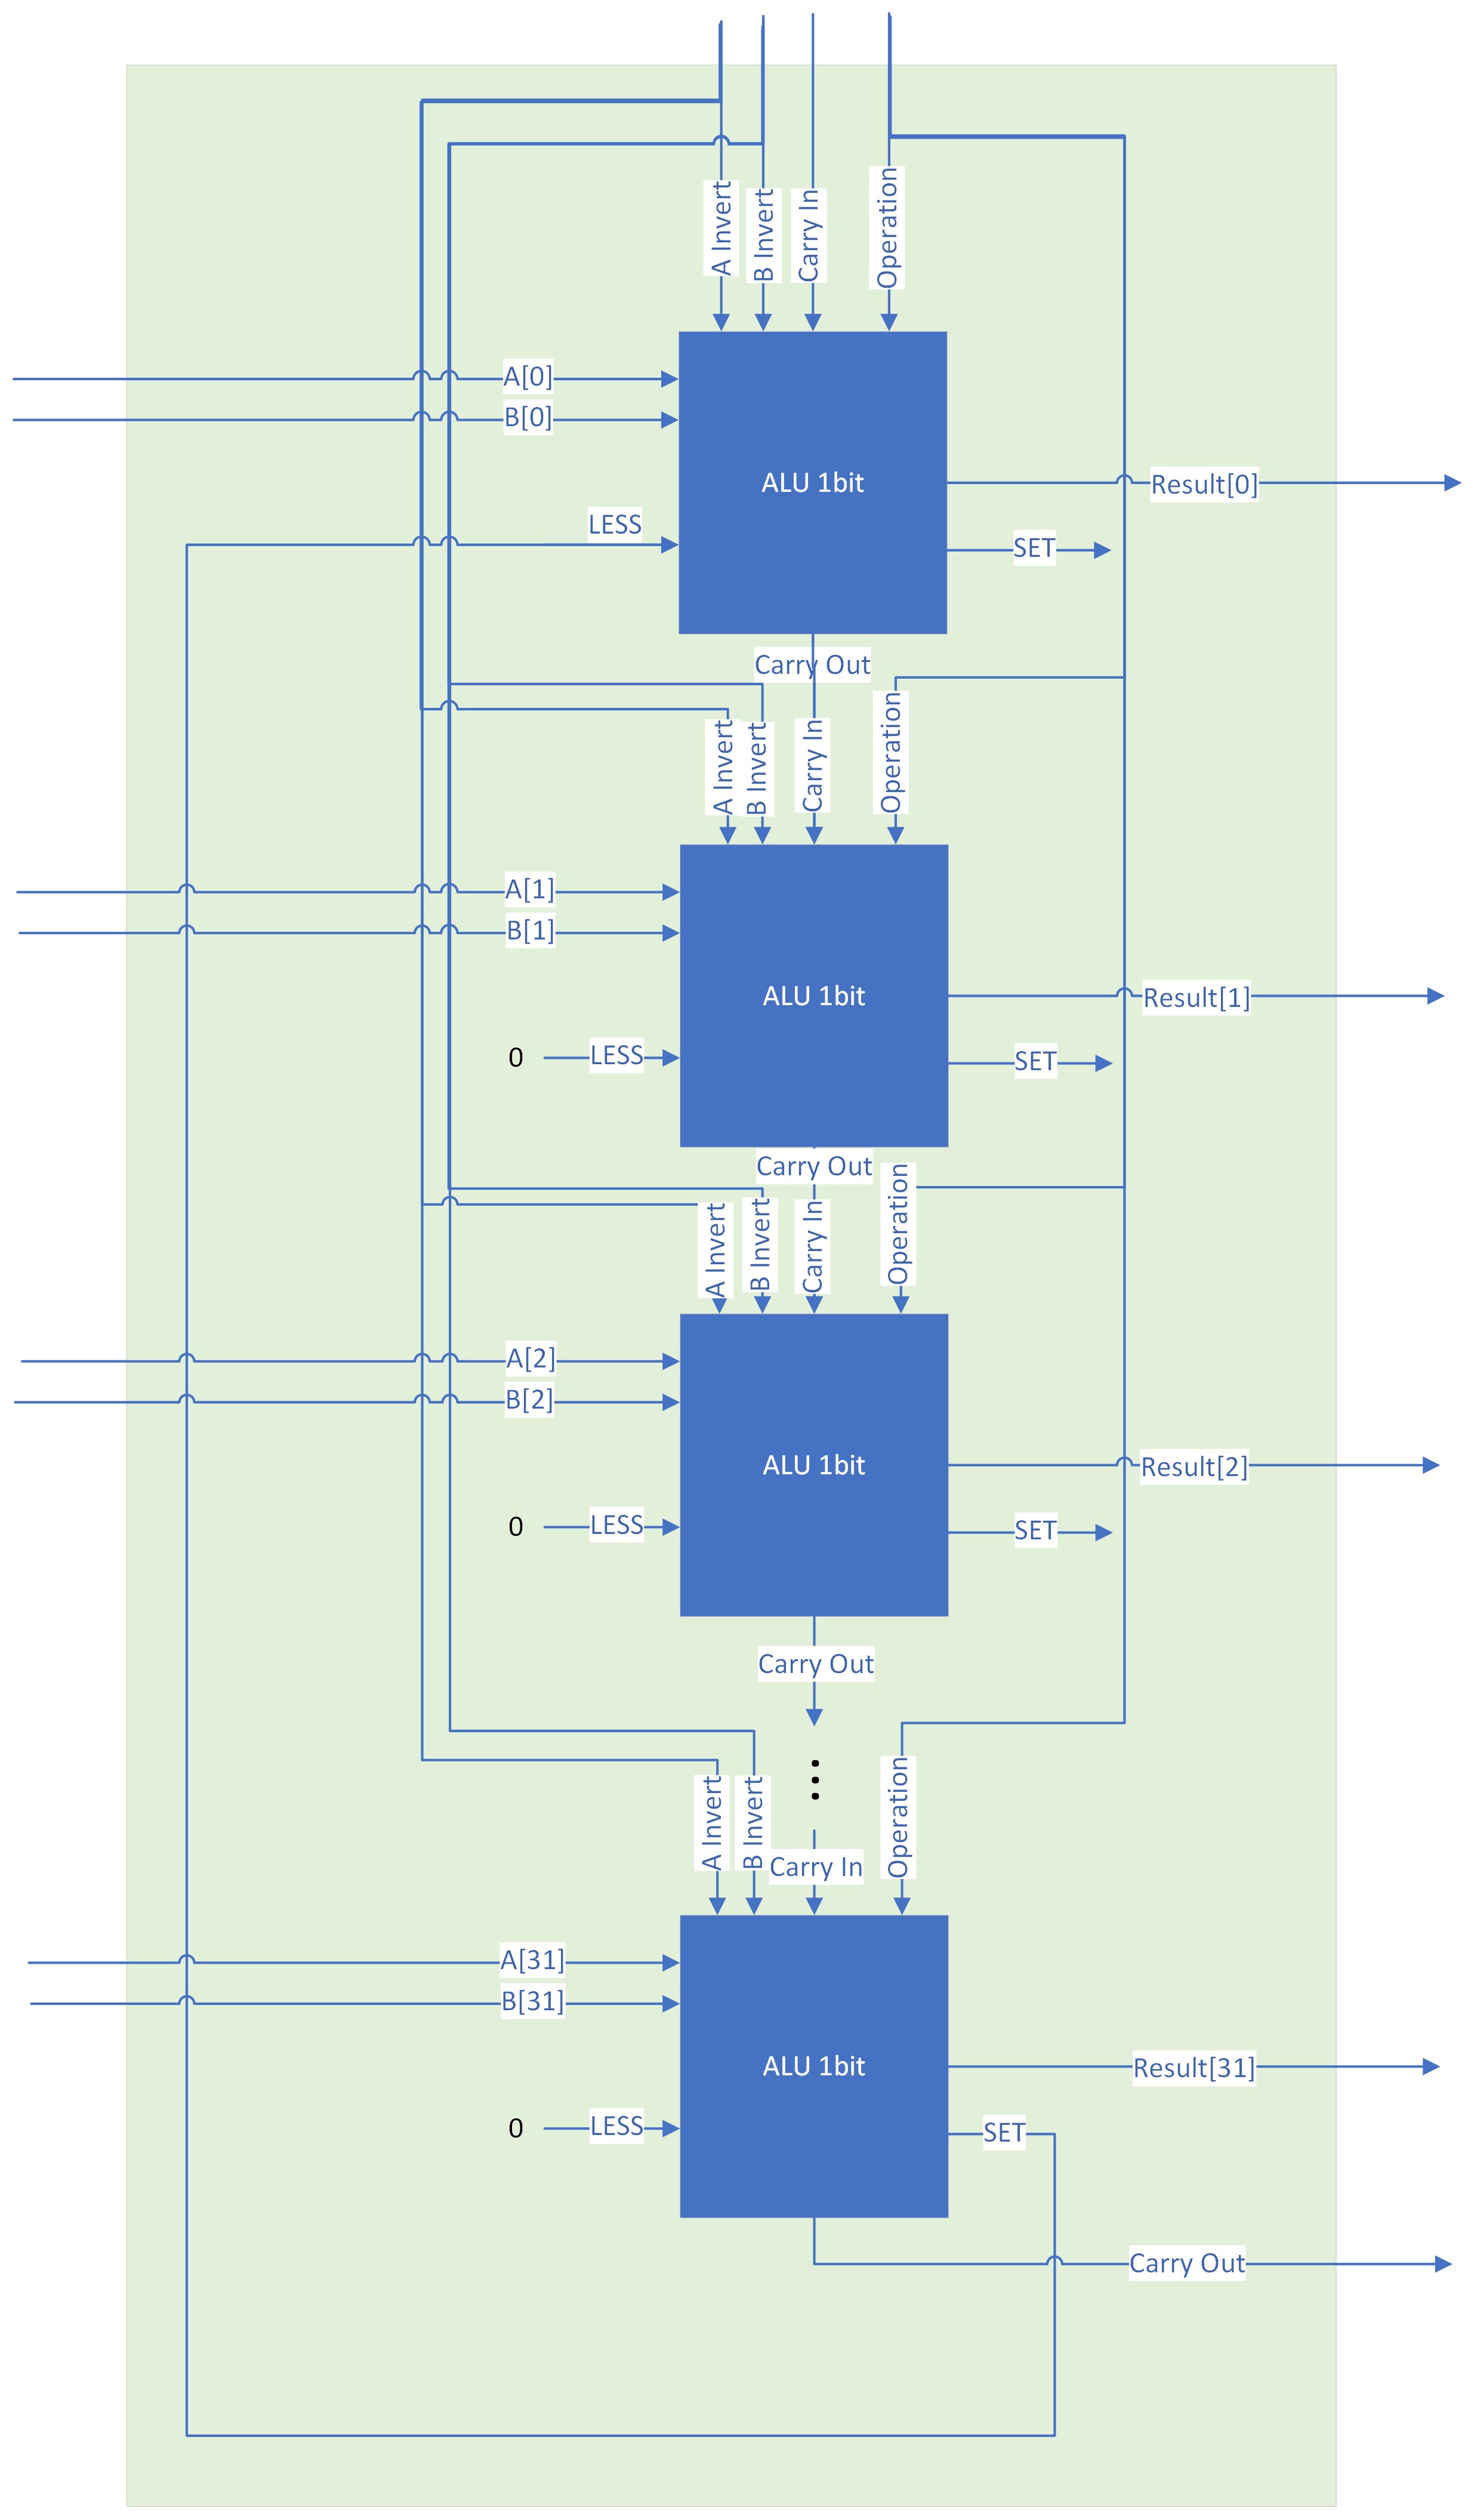 A Invert
B Invert
Carry In
Operation
A[0]
B[0]
ALU 1bit
Result[0]
LESS
SET
Carry Out
A Invert
B Invert
Carry In
Operation
A[1]
B[1]
ALU 1bit
Result[1]
0
LESS
SET
Carry Out
A Invert
B Invert
Carry In
Operation
A[2]
B[2]
ALU 1bit
Result[2]
0
LESS
SET
Carry Out
...
A Invert
B Invert
Carry In
Operation
A[31]
B[31]
ALU 1bit
Result[31]
0
LESS
SET
Carry Out